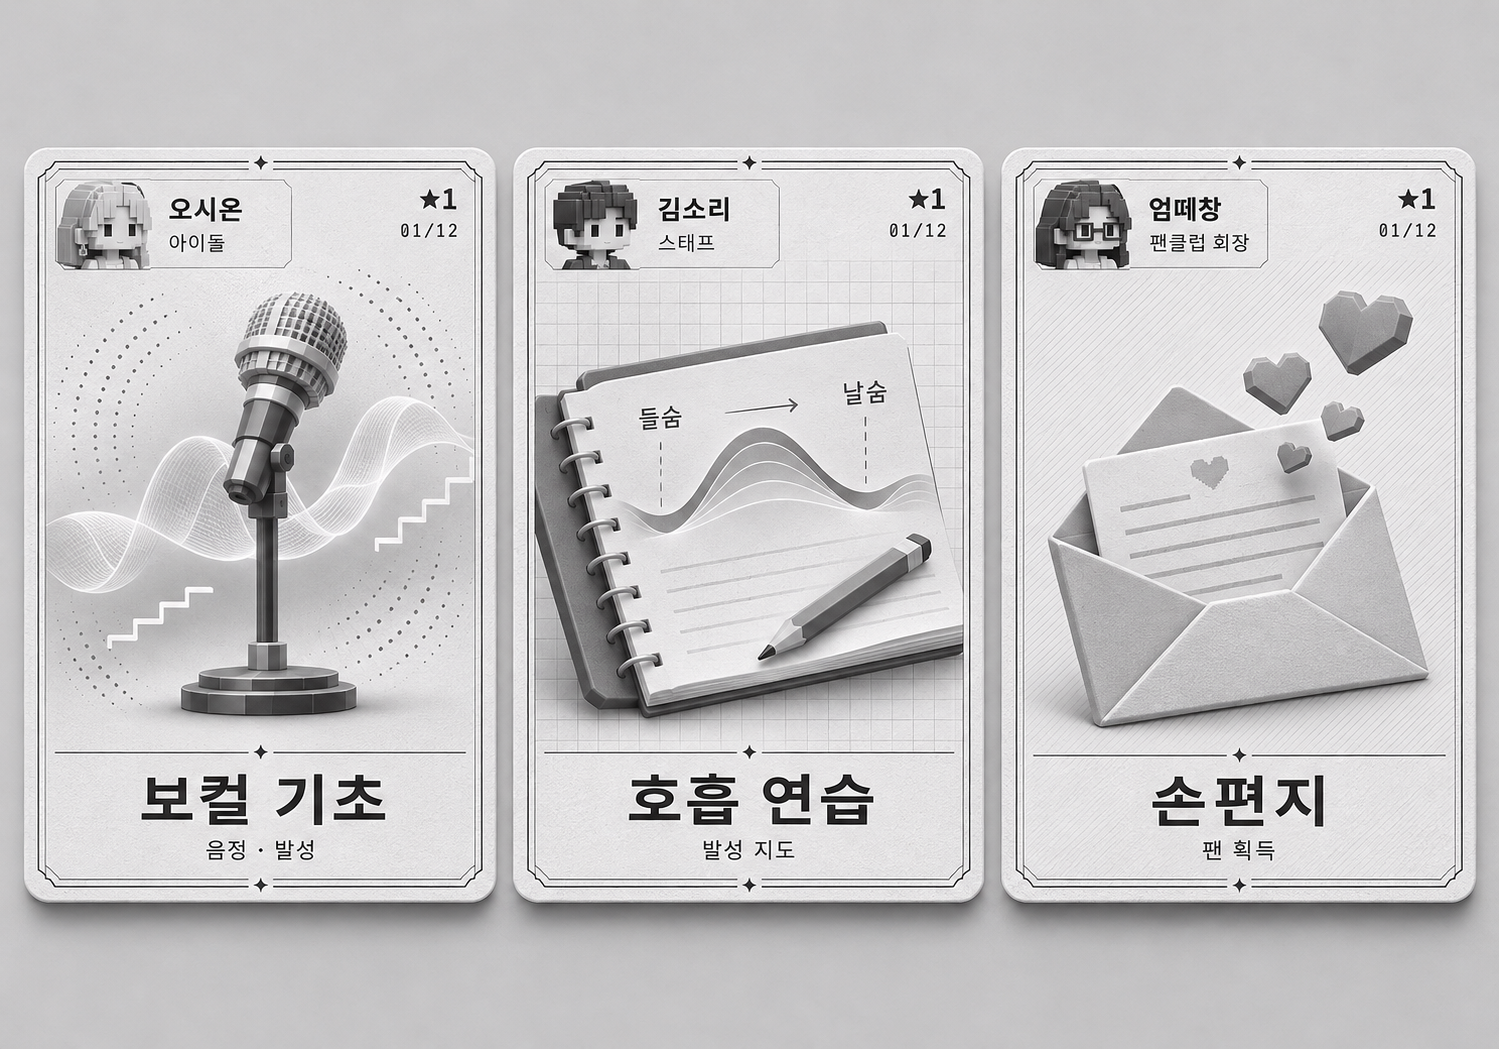 오시온
아이돌
★1
01/12
보컬 기초
음정 · 발성
김소리
스태프
★1
01/12
들숨 → 날숨
호흡 연습
발성 지도
엄떼창
팬클럽 회장
★1
01/12
손편지
팬 획득